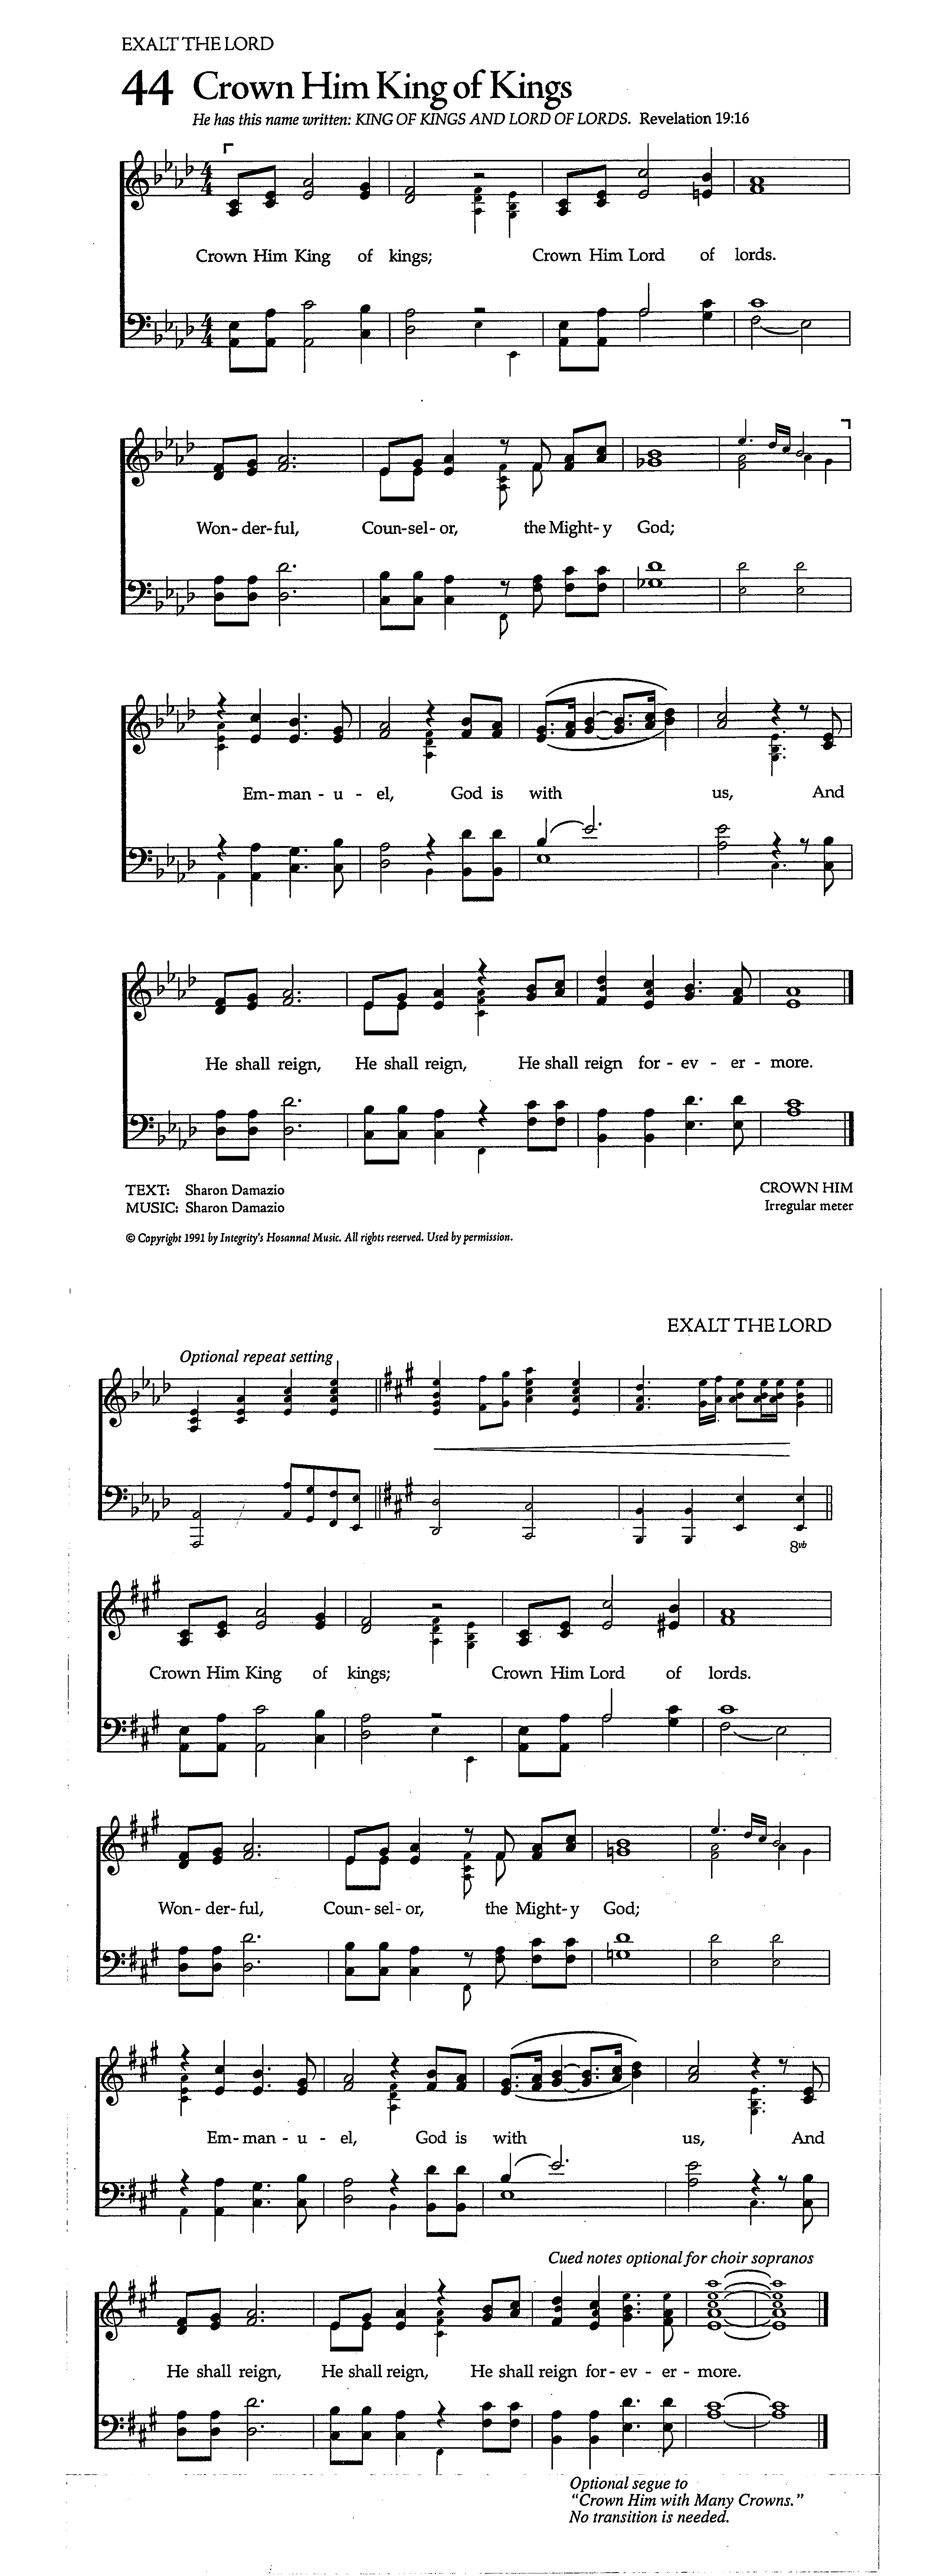 EXALT THE LORD
44 Crown Him King of Kings
He has this name written: KING OF KINGS AND LORD OF LORDS. Revelation 19:16
Crown Him King of kings; Crown Him Lord of lords.
Won- der- ful, Coun- sel- or, the Might- y God;
Em- man - u - el, God is with us, And
He shall reign, He shall reign, He shall reign for - ev - er - more.
TEXT: Sharon Damazio
MUSIC: Sharon Damazio
CROWN HIM
Irregular meter
© Copyright 1991 by Integrity's Hosanna! Music. All rights reserved. Used by permission.
EXALT THE LORD
Optional repeat setting
8vb
Crown Him King of kings; Crown Him Lord of lords.
Won- der- ful, Coun- sel- or, the Might- y God;
Em- man - u - el, God is with us, And
Cued notes optional for choir sopranos
He shall reign, He shall reign, He shall reign for - ev - er - more.
Optional segue to
"Crown Him with Many Crowns."
No transition is needed.